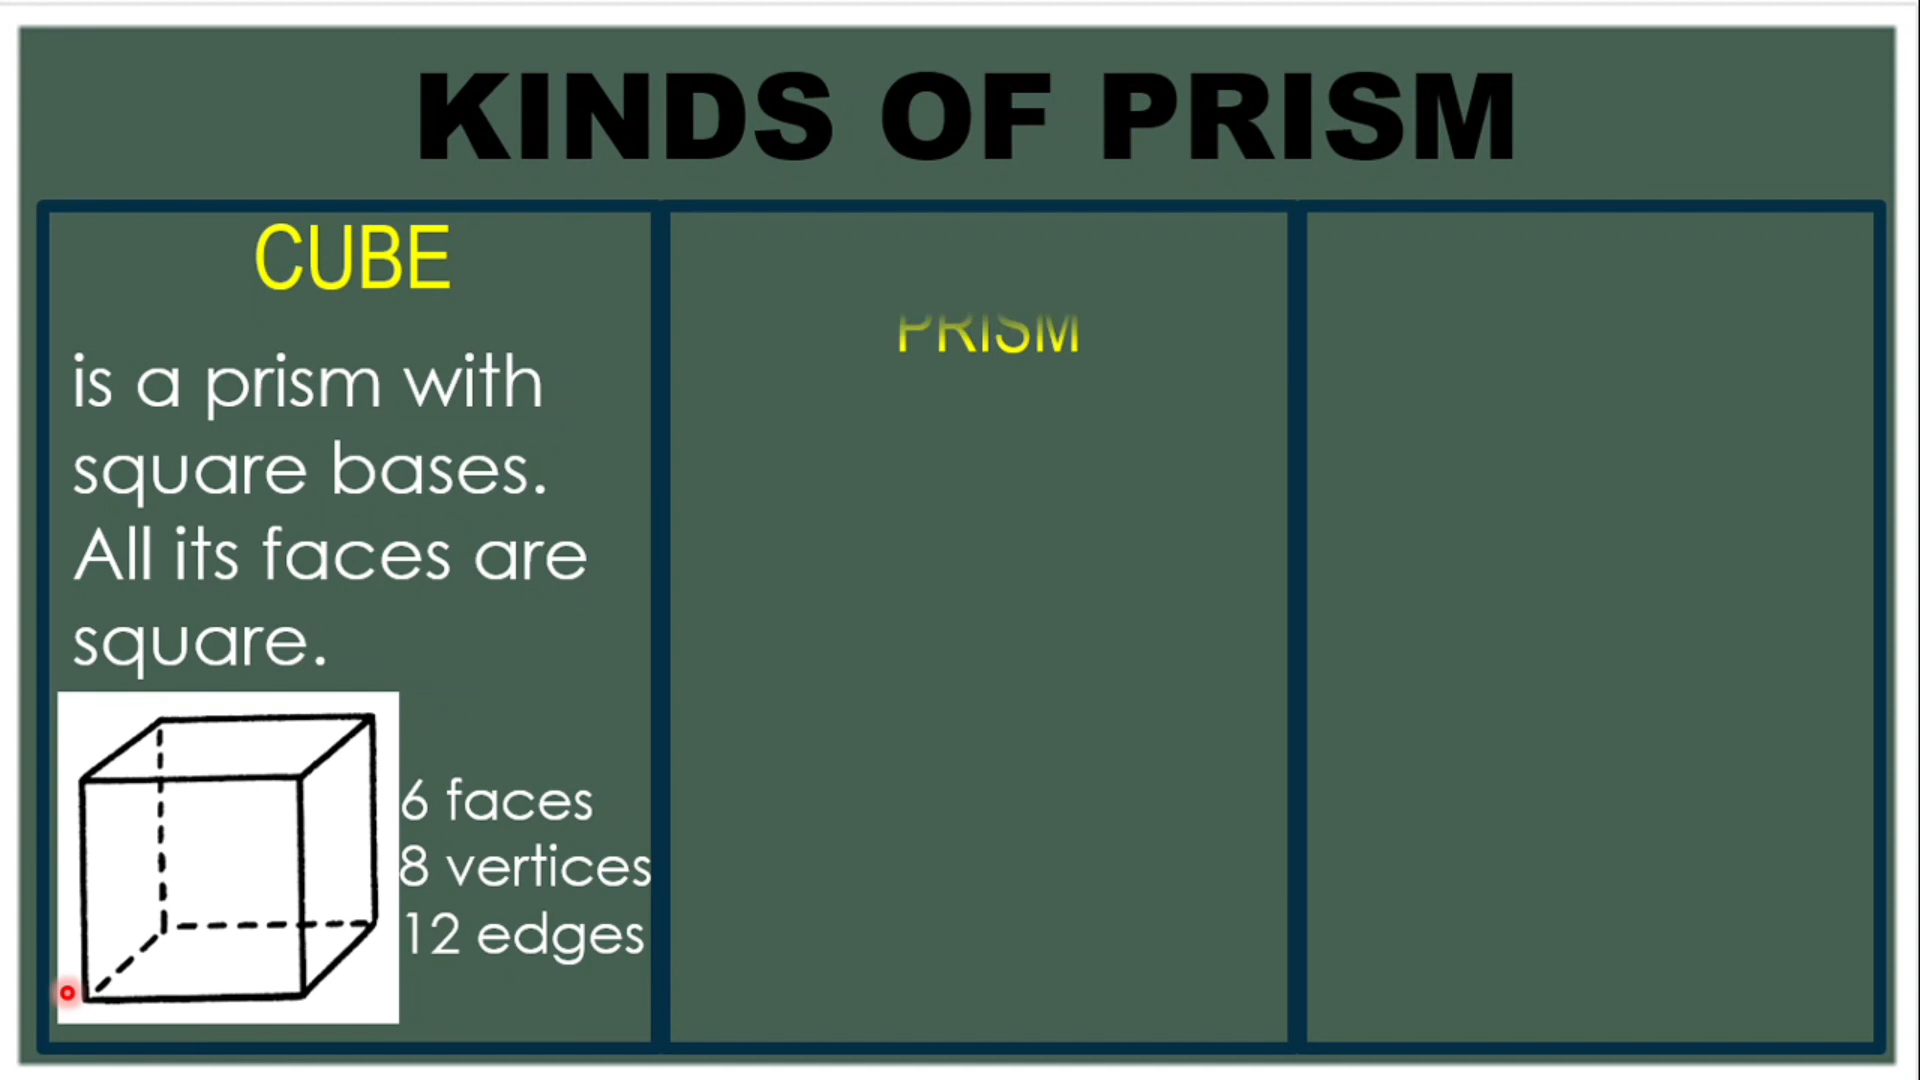 KINDS OF PRISM
CUBE
is a prism with
square bases.
All its faces are
square.
6 faces
8 vertices
12 edges
PRISM